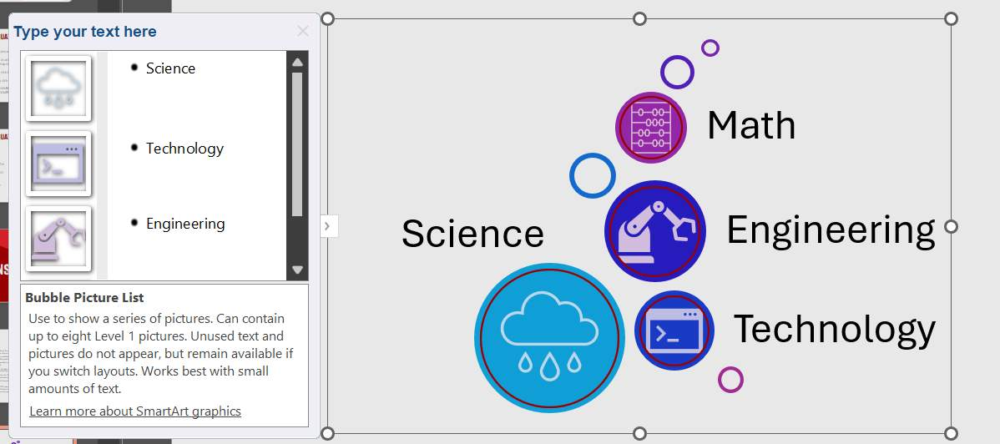 Type your text here
Science
Technology
Engineering
Bubble Picture List
Use to show a series of pictures. Can contain
up to eight Level 1 pictures. Unused text and
pictures do not appear, but remain available if
you switch layouts. Works best with small
amounts of text.
Learn more about SmartArt graphics
Math
Science
Engineering
Technology